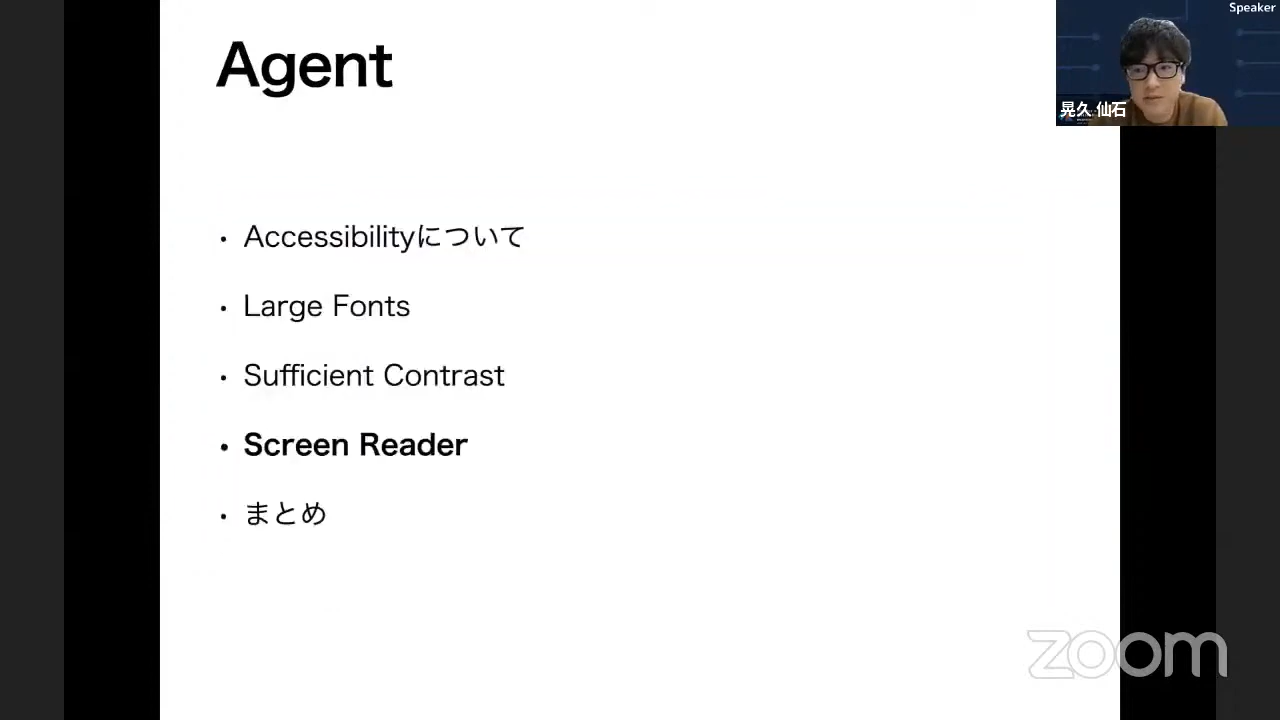 Agent
・Accessibilityについて
・Large Fonts
・Sufficient Contrast
・Screen Reader
・まとめ
Speaker
晃久 仙石
zoom